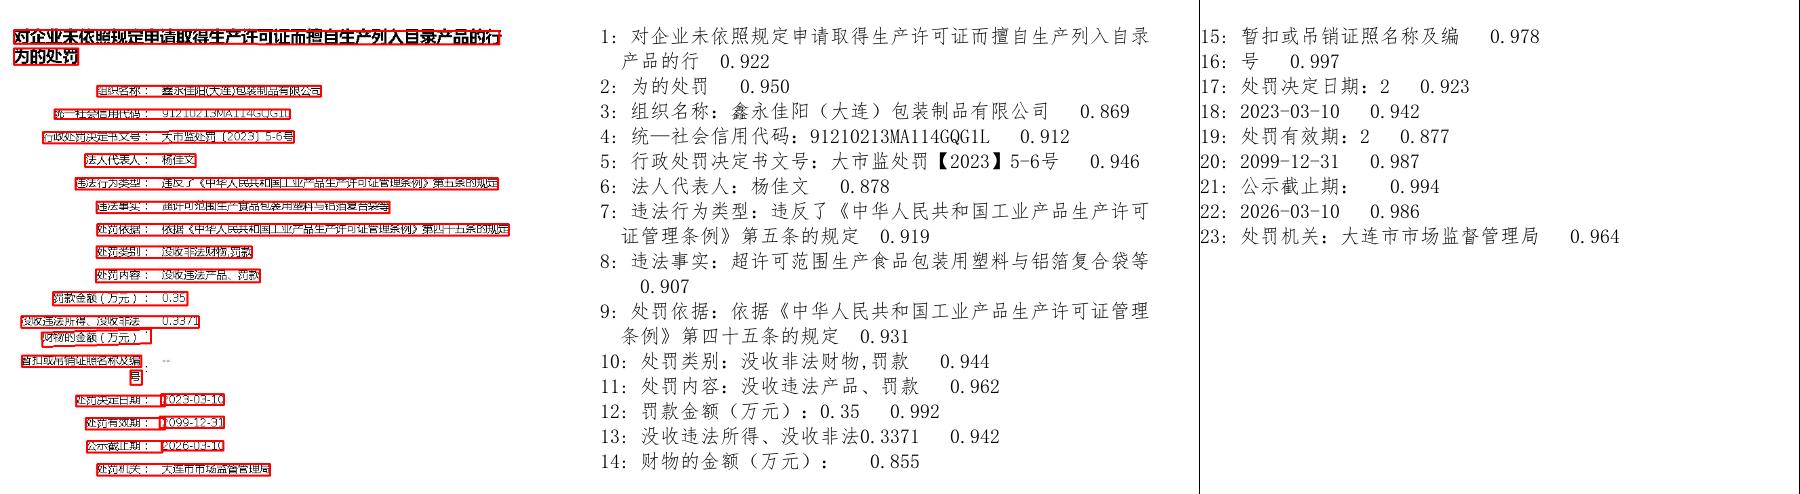 对企业未依照规定申请取得生产许可证而擅自生产列入目录产品的行
为的处罚
组织名称： 鑫永佳阳(大连)包装制品有限公司
统一社会信用代码： 91210213MA114GQG1L
行政处罚决定书文号： 大市监处罚〔2023〕5-6号
法人代表人： 杨佳文
违法行为类型： 违反了《中华人民共和国工业产品生产许可证管理条例》第五条的规定
违法事实： 超许可范围生产食品包装用塑料与铝箔复合袋等
处罚依据： 依据《中华人民共和国工业产品生产许可证管理条例》第四十五条的规定
处罚类别： 没收非法财物,罚款
处罚内容： 没收违法产品、罚款
罚款金额（万元）： 0.35
没收违法所得、没收非法 0.3371
财物的金额（万元）：
暂扣或吊销证照名称及编 --
号：
处罚决定日期： 2023-03-10
处罚有效期： 2099-12-31
公示截止期： 2026-03-10
处罚机关： 大连市市场监督管理局
1: 对企业未依照规定申请取得生产许可证而擅自生产列入目录
产品的行 0.922
2: 为的处罚 0.950
3: 组织名称：鑫永佳阳（大连）包装制品有限公司 0.869
4: 统一社会信用代码：91210213MA114GQG1L 0.912
5: 行政处罚决定书文号：大市监处罚【2023】5-6号 0.946
6: 法人代表人：杨佳文 0.878
7: 违法行为类型：违反了《中华人民共和国工业产品生产许可
证管理条例》第五条的规定 0.919
8: 违法事实：超许可范围生产食品包装用塑料与铝箔复合袋等
0.907
9: 处罚依据：依据《中华人民共和国工业产品生产许可证管理
条例》第四十五条的规定 0.931
10: 处罚类别：没收非法财物,罚款 0.944
11: 处罚内容：没收违法产品、罚款 0.962
12: 罚款金额（万元）：0.35 0.992
13: 没收违法所得、没收非法0.3371 0.942
14: 财物的金额（万元）： 0.855
15: 暂扣或吊销证照名称及编 0.978
16: 号 0.997
17: 处罚决定日期：2 0.923
18: 2023-03-10 0.942
19: 处罚有效期：2 0.877
20: 2099-12-31 0.987
21: 公示截止期： 0.994
22: 2026-03-10 0.986
23: 处罚机关：大连市市场监督管理局 0.964